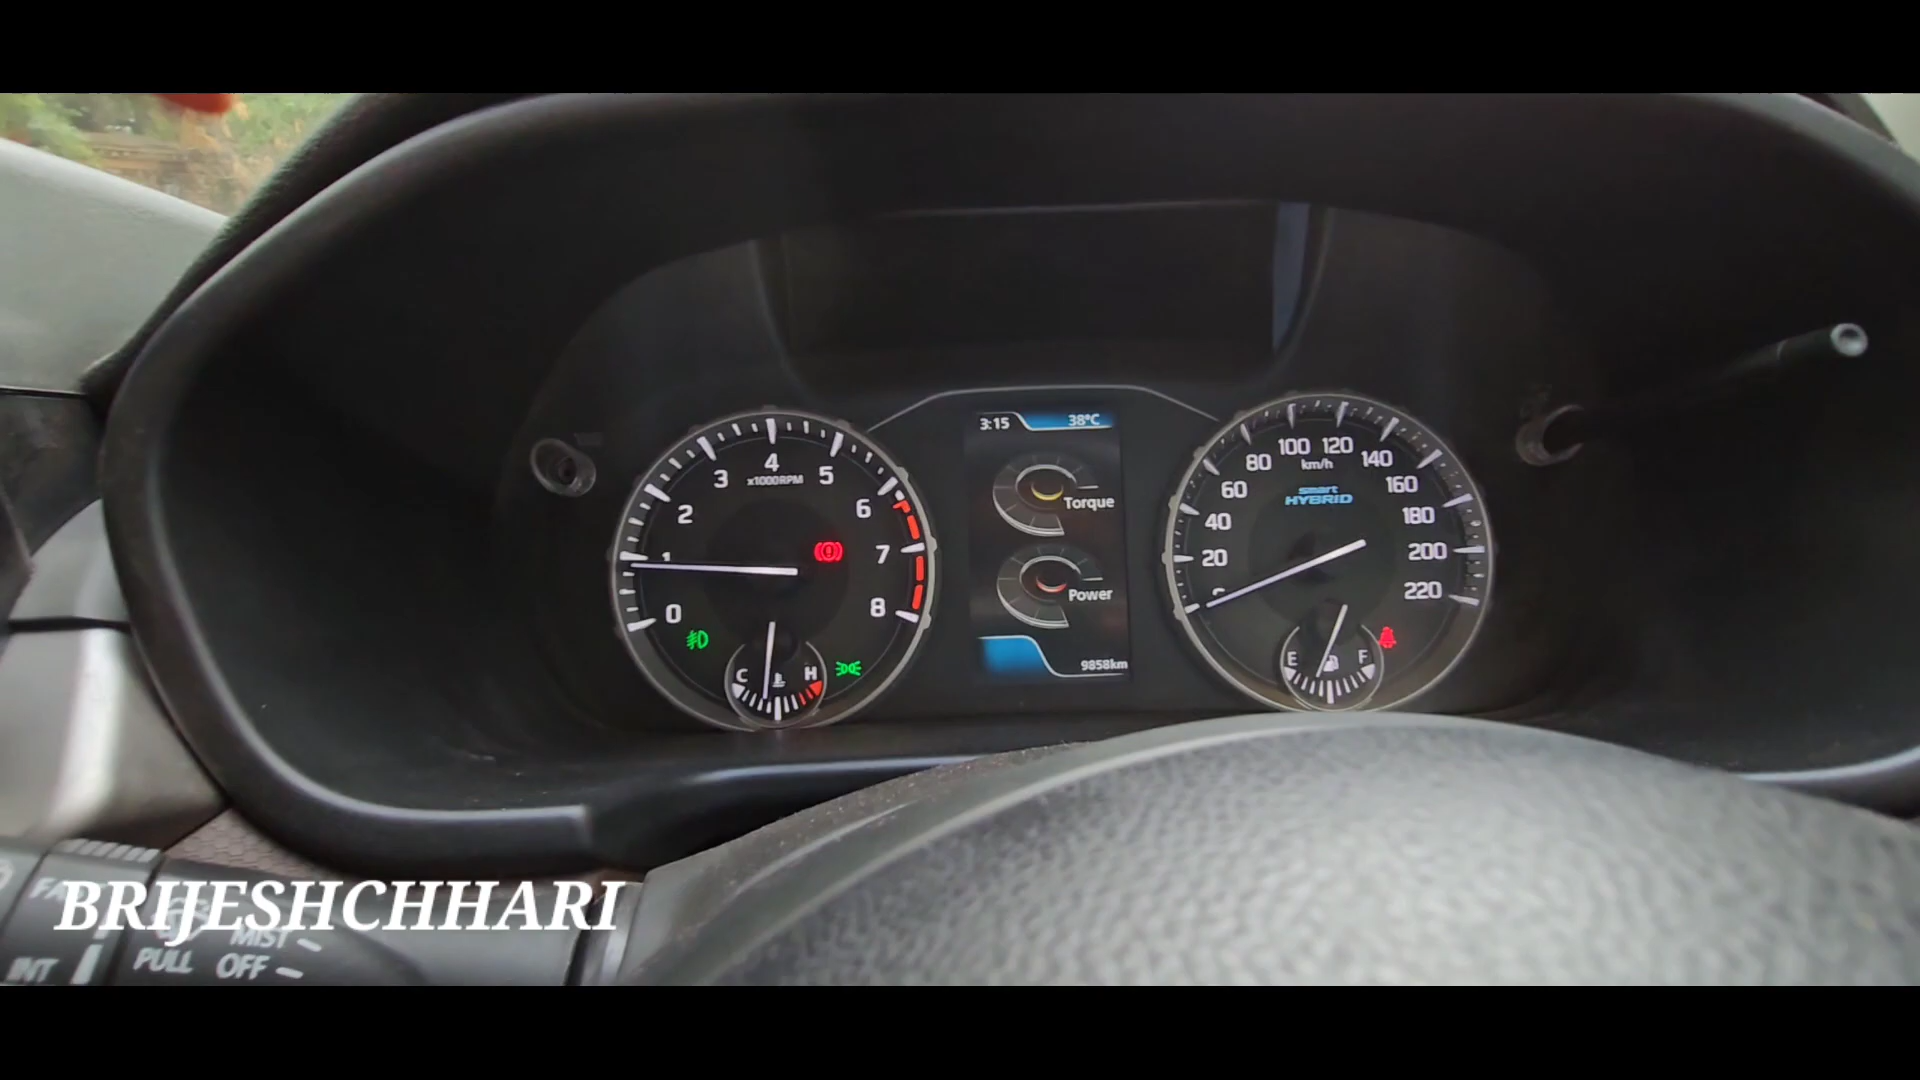 3:15 38°C
Torque
Power
9858km
0 1 2 3 4 5 6 7 8
x1000RPM
C H
20 40 60 80 100 120 140 160 180 200 220
km/h
smart
HYBRID
E F
BRIJESHCHHARI
MIST
INT PULL OFF